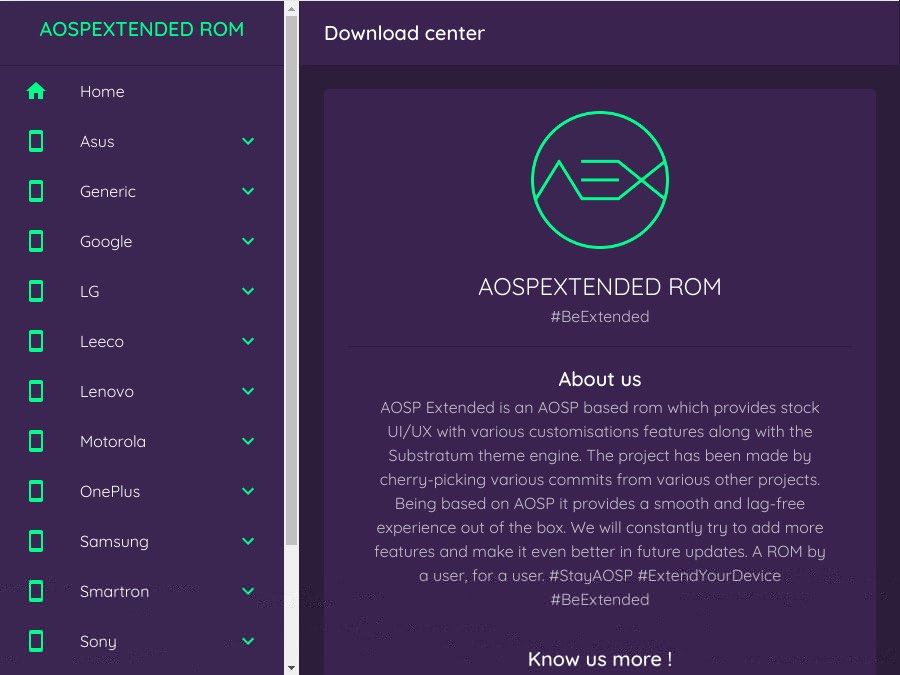 AOSPEXTENDED ROM
Home
Asus
Generic
Google
LG
Leeco
Lenovo
Motorola
OnePlus
Samsung
Smartron
Sony
Download center
AEX
AOSPEXTENDED ROM
#BeExtended
About us
AOSP Extended is an AOSP based rom which provides stock
UI/UX with various customisations features along with the
Substratum theme engine. The project has been made by
cherry-picking various commits from various other projects.
Being based on AOSP it provides a smooth and lag-free
experience out of the box. We will constantly try to add more
features and make it even better in future updates. A ROM by
a user, for a user. #StayAOSP #ExtendYourDevice
#BeExtended
Know us more !